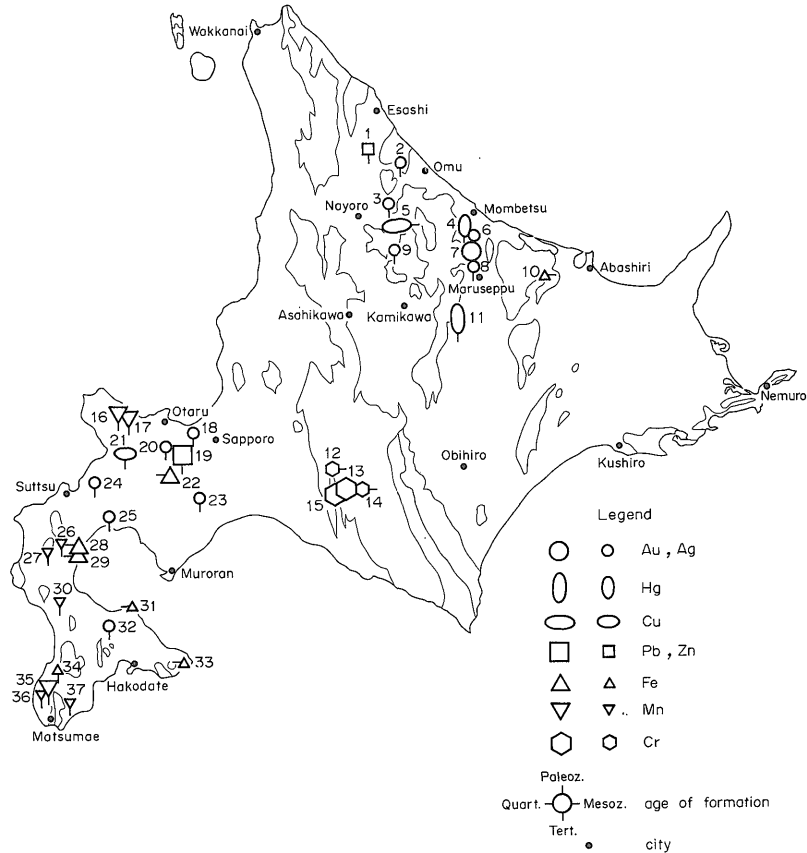 Wakkanai
Esashi
1
2
Omu
3
Nayoro
5
4
Mombetsu
6
7
9
8
10
Abashiri
Maruseppu
Asahikawa
Kamikawa
11
Nemuro
16
17
Otaru
18
Sapporo
21
20
19
Obihiro
Kushiro
12
13
22
Suttsu
24
23
15
14
25
Legend
26
28
27
29
Au , Ag
Muroran
Hg
30
31
Cu
32
Pb , Zn
34
33
Hakodate
35
Fe
36
37
Mn
Matsumae
Cr
Paleoz.
Quart.
Mesoz.
age of formation
Tert.
city